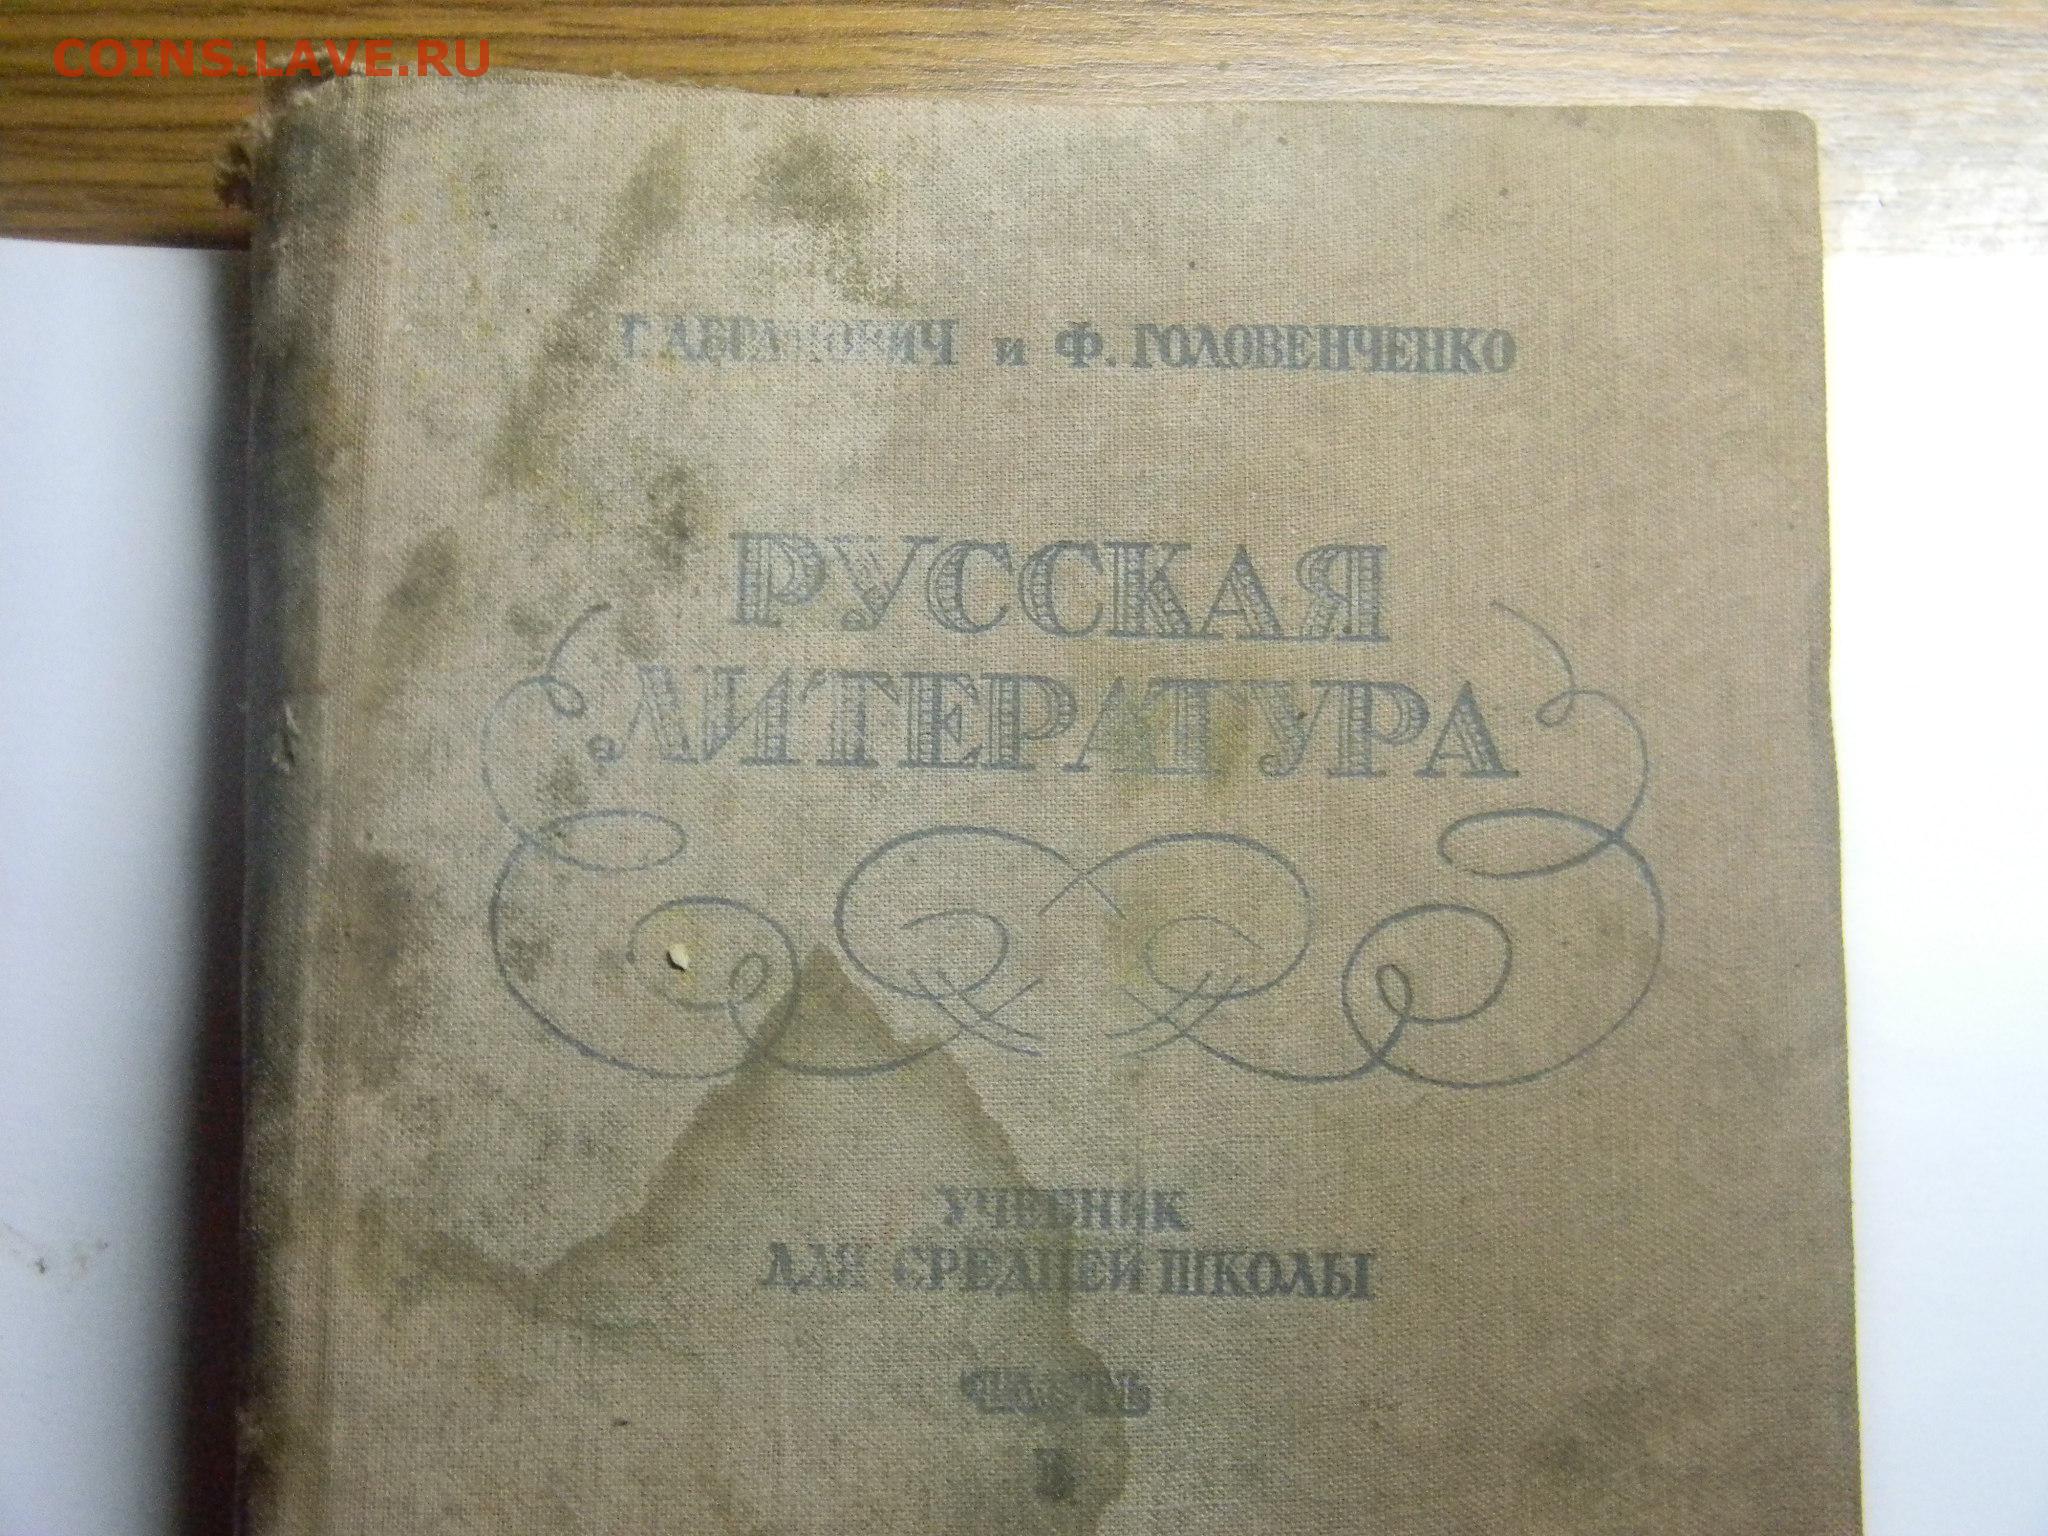 COINS.LAVE.RU
Г. АБРАМОВИЧ и Ф. ГОЛОВЕНЧЕНКО
РУССКАЯ
ЛИТЕРАТУРА
УЧЕБНИК
ДЛЯ СРЕДНЕЙ ШКОЛЫ
ЧАСТЬ